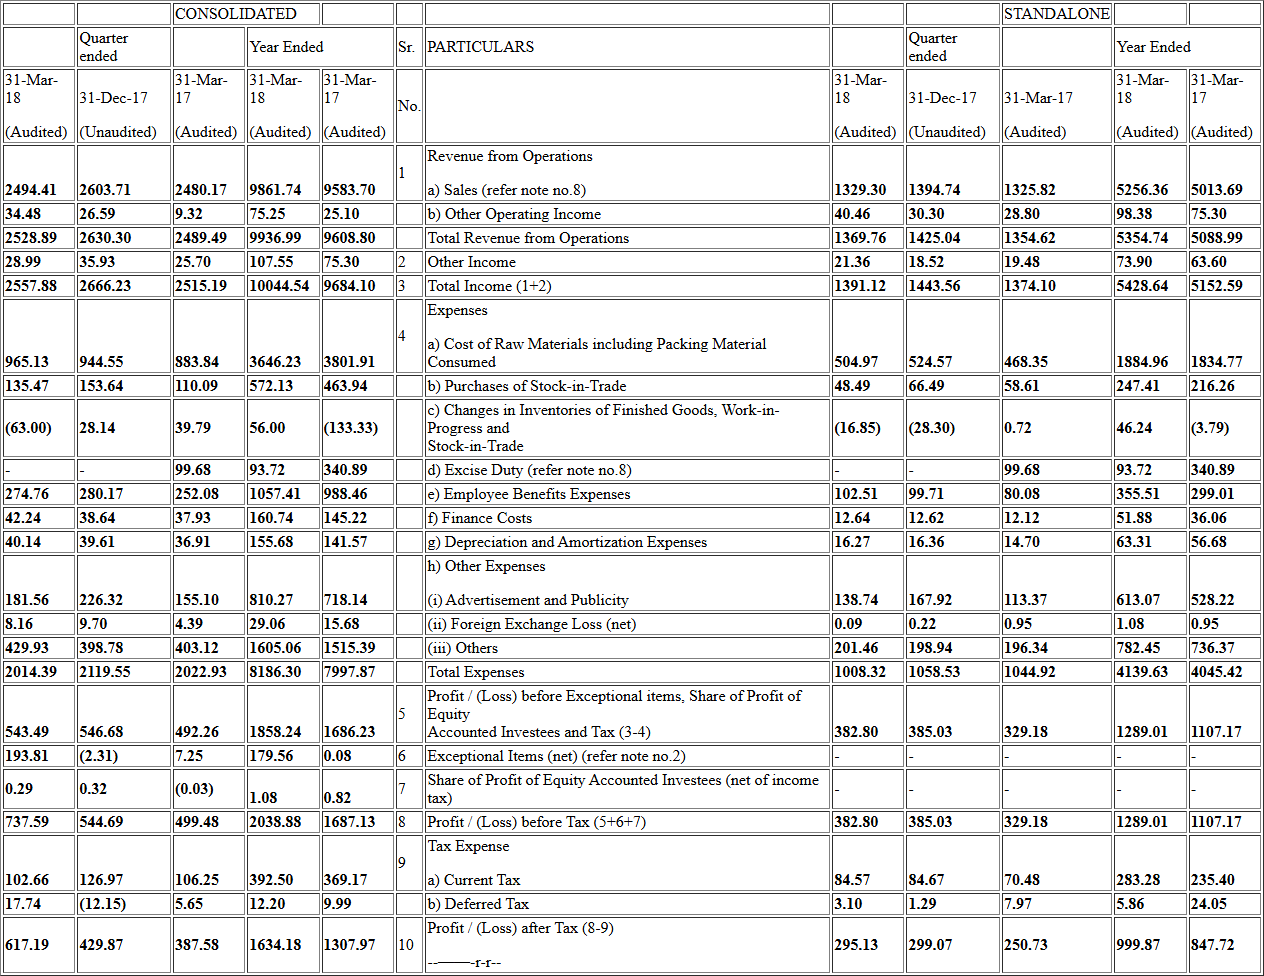 CONSOLIDATED STANDALONE
Quarter ended Year Ended Sr. PARTICULARS Quarter ended Year Ended
31-Mar-18 (Audited) 31-Dec-17 (Unaudited) 31-Mar-17 (Audited) 31-Mar-18 (Audited) 31-Mar-17 (Audited) No. 31-Mar-18 (Audited) 31-Dec-17 (Unaudited) 31-Mar-17 (Audited) 31-Mar-18 (Audited) 31-Mar-17 (Audited)
2494.41 2603.71 2480.17 9861.74 9583.70 1 Revenue from Operations a) Sales (refer note no.8) 1329.30 1394.74 1325.82 5256.36 5013.69
34.48 26.59 9.32 75.25 25.10 b) Other Operating Income 40.46 30.30 28.80 98.38 75.30
2528.89 2630.30 2489.49 9936.99 9608.80 Total Revenue from Operations 1369.76 1425.04 1354.62 5354.74 5088.99
28.99 35.93 25.70 107.55 75.30 2 Other Income 21.36 18.52 19.48 73.90 63.60
2557.88 2666.23 2515.19 10044.54 9684.10 3 Total Income (1+2) 1391.12 1443.56 1374.10 5428.64 5152.59
965.13 944.55 883.84 3646.23 3801.91 4 Expenses a) Cost of Raw Materials including Packing Material Consumed 504.97 524.57 468.35 1884.96 1834.77
135.47 153.64 110.09 572.13 463.94 b) Purchases of Stock-in-Trade 48.49 66.49 58.61 247.41 216.26
(63.00) 28.14 39.79 56.00 (133.33) c) Changes in Inventories of Finished Goods, Work-in-Progress and Stock-in-Trade (16.85) (28.30) 0.72 46.24 (3.79)
- - 99.68 93.72 340.89 d) Excise Duty (refer note no.8) - - 99.68 93.72 340.89
274.76 280.17 252.08 1057.41 988.46 e) Employee Benefits Expenses 102.51 99.71 80.08 355.51 299.01
42.24 38.64 37.93 160.74 145.22 f) Finance Costs 12.64 12.62 12.12 51.88 36.06
40.14 39.61 36.91 155.68 141.57 g) Depreciation and Amortization Expenses 16.27 16.36 14.70 63.31 56.68
181.56 226.32 155.10 810.27 718.14 h) Other Expenses (i) Advertisement and Publicity 138.74 167.92 113.37 613.07 528.22
8.16 9.70 4.39 29.06 15.68 (ii) Foreign Exchange Loss (net) 0.09 0.22 0.95 1.08 0.95
429.93 398.78 403.12 1605.06 1515.39 (iii) Others 201.46 198.94 196.34 782.45 736.37
2014.39 2119.55 2022.93 8186.30 7997.87 Total Expenses 1008.32 1058.53 1044.92 4139.63 4045.42
543.49 546.68 492.26 1858.24 1686.23 5 Profit / (Loss) before Exceptional items, Share of Profit of Equity Accounted Investees and Tax (3-4) 382.80 385.03 329.18 1289.01 1107.17
193.81 (2.31) 7.25 179.56 0.08 6 Exceptional Items (net) (refer note no.2) - - - - -
0.29 0.32 (0.03) 1.08 0.82 7 Share of Profit of Equity Accounted Investees (net of income tax) - - - - -
737.59 544.69 499.48 2038.88 1687.13 8 Profit / (Loss) before Tax (5+6+7) 382.80 385.03 329.18 1289.01 1107.17
102.66 126.97 106.25 392.50 369.17 9 Tax Expense a) Current Tax 84.57 84.67 70.48 283.28 235.40
17.74 (12.15) 5.65 12.20 9.99 b) Deferred Tax 3.10 1.29 7.97 5.86 24.05
617.19 429.87 387.58 1634.18 1307.97 10 Profit / (Loss) after Tax (8-9) --——-r-r-- 295.13 299.07 250.73 999.87 847.72